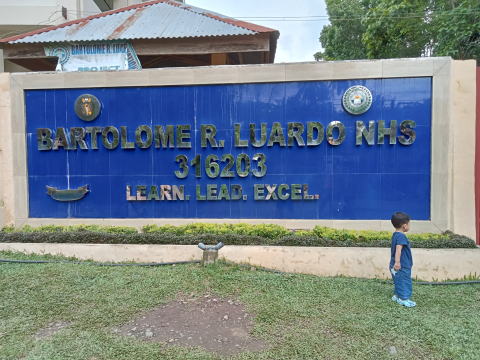 BARTOLOME R. LUARDO NHS
316203
LEARN. LEAD. EXCEL.